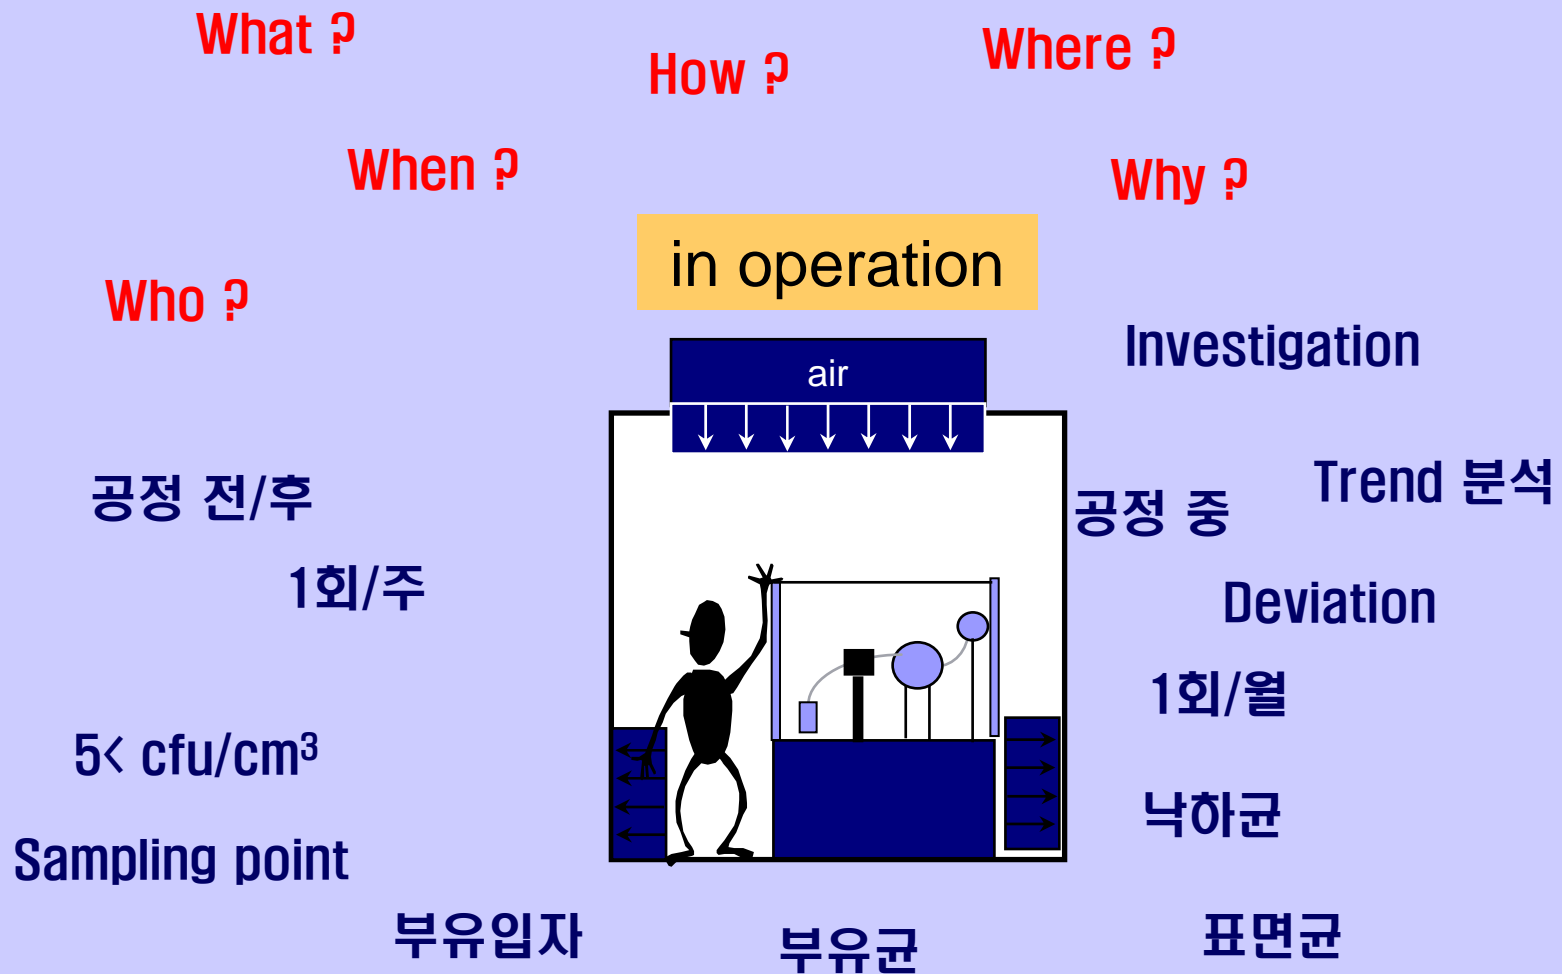 What ?
How ?
Where ?
When ?
Why ?
in operation
Who ?
Investigation
air
공정 전/후
공정 중
Trend 분석
1회/주
Deviation
1회/월
5< cfu/cm³
낙하균
Sampling point
부유입자
부유균
표면균